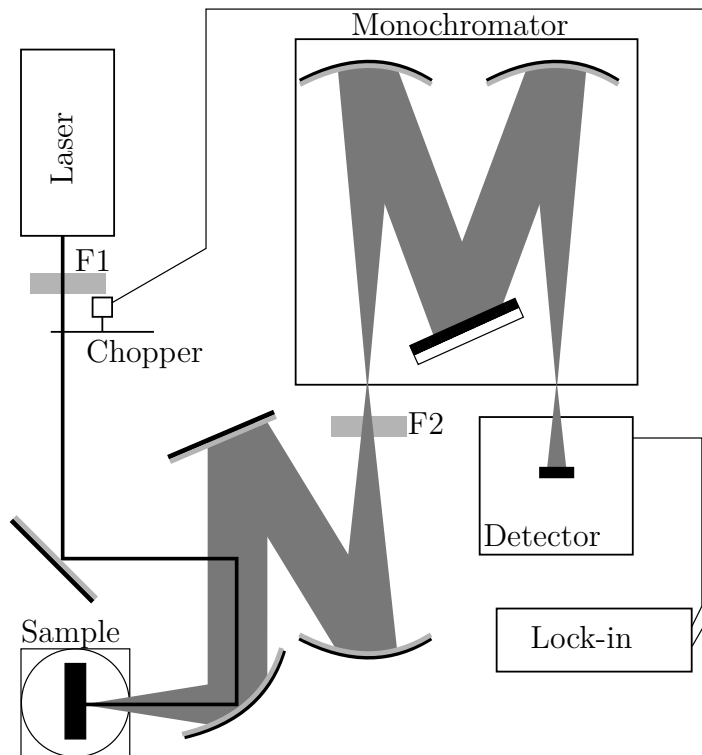 Monochromator
Laser
F1
Chopper
F2
Detector
Sample
Lock-in